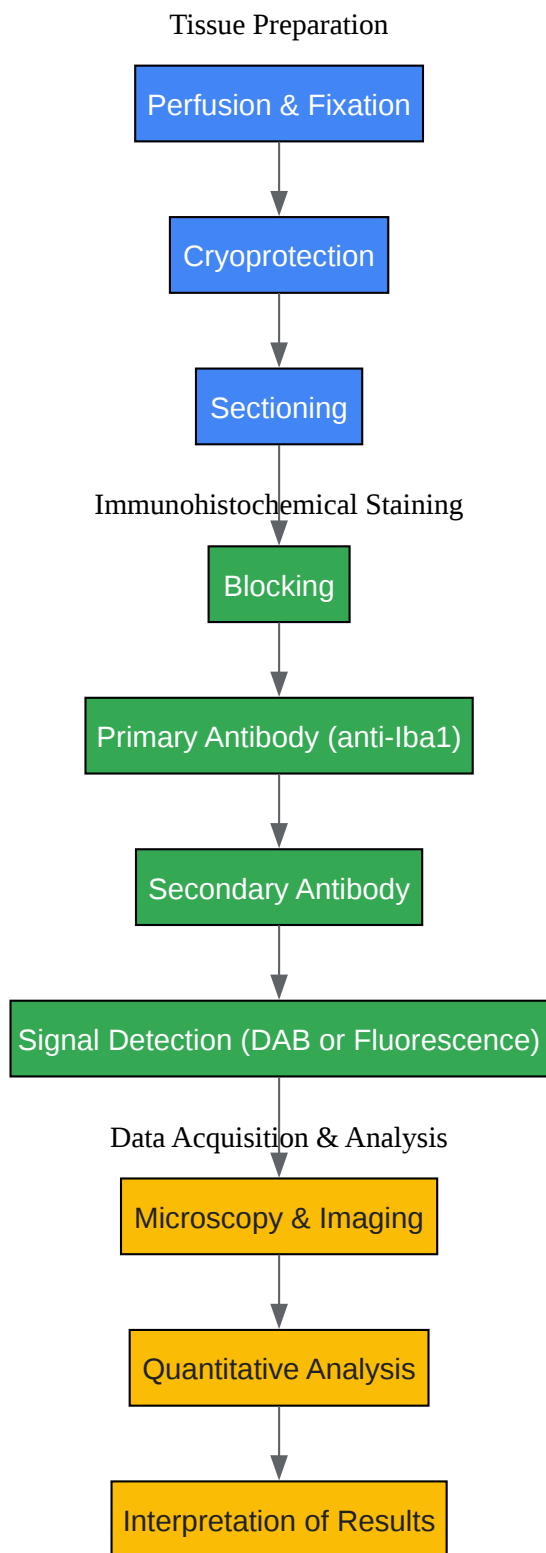 Tissue Preparation
Perfusion & Fixation
Cryoprotection
Sectioning
Immunohistochemical Staining
Blocking
Primary Antibody (anti-Iba1)
Secondary Antibody
Signal Detection (DAB or Fluorescence)
Data Acquisition & Analysis
Microscopy & Imaging
Quantitative Analysis
Interpretation of Results